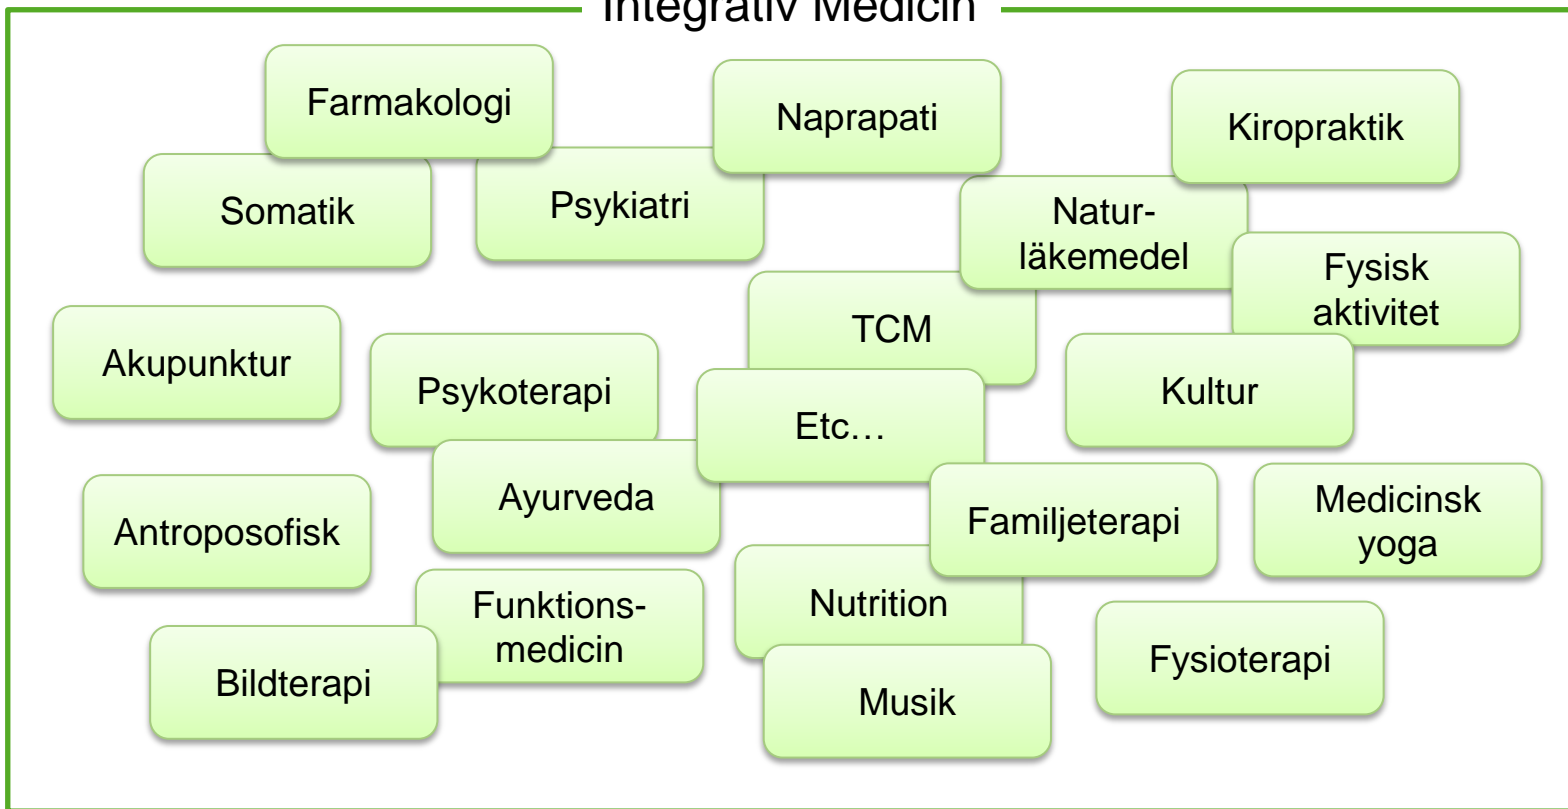 Integrativ Medicin
Farmakologi
Naprapati
Kiropraktik
Somatik
Psykiatri
Natur-
läkemedel
Fysisk
aktivitet
TCM
Akupunktur
Psykoterapi
Kultur
Etc…
Ayurveda
Antroposofisk
Familjeterapi
Medicinsk
yoga
Funktions-
medicin
Nutrition
Bildterapi
Musik
Fysioterapi